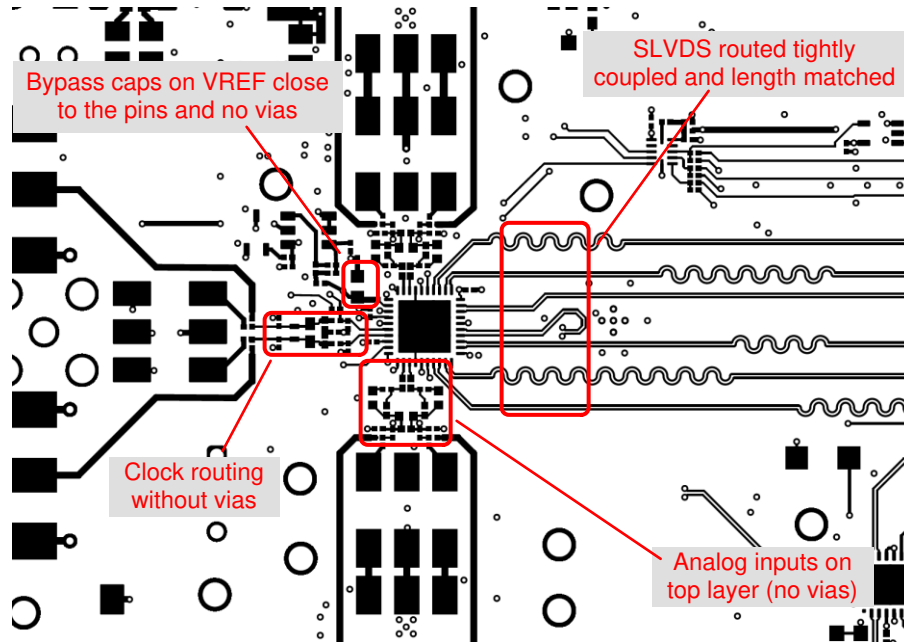 Bypass caps on VREF close
to the pins and no vias
SLVDS routed tightly
coupled and length matched
Clock routing
without vias
Analog inputs on
top layer (no vias)